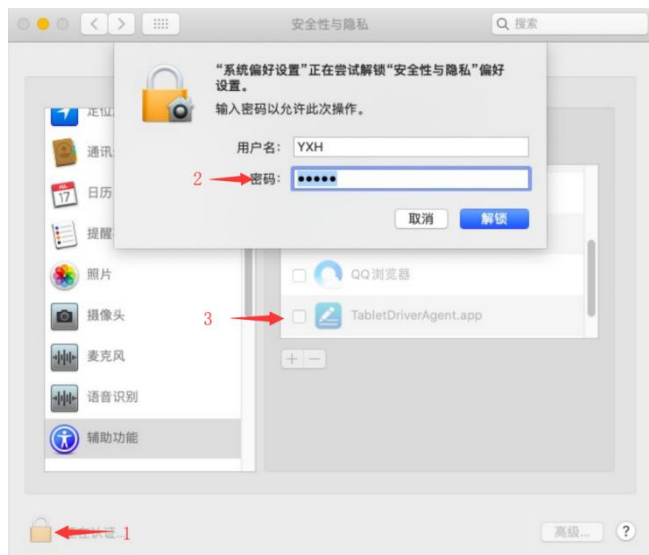 安全性与隐私
搜索
“系统偏好设置”正在尝试解锁“安全性与隐私”偏好
设置。
输入密码以允许此次操作。
用户名: YXH
2 密码: •••••
取消 解锁
定位
通讯
17 日历
提醒
照片
QQ浏览器
摄像头
3 TabletDriverAgent.app
麦克风
+ −
语音识别
辅助功能
1
高级... ?